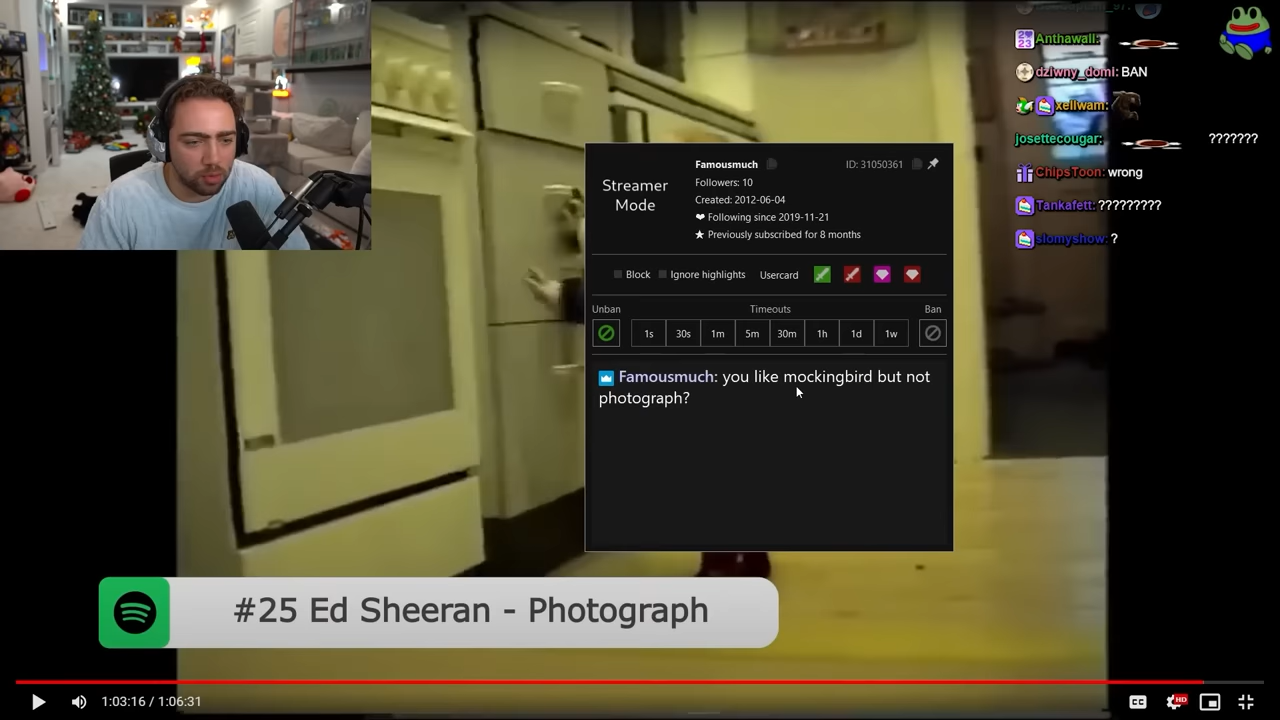 Anthawall:
dziwny_domi: BAN
xellwam:
josettecougar: ???????
ChipsToon: wrong
Tankafett: ?????????
slomyshow: ?
Streamer
Mode
Famousmuch
ID: 31050361
Followers: 10
Created: 2012-06-04
Following since 2019-11-21
Previously subscribed for 8 months
Block
Ignore highlights
Usercard
Unban
Timeouts
Ban
1s 30s 1m 5m 30m 1h 1d 1w
Famousmuch: you like mockingbird but not
photograph?
#25 Ed Sheeran - Photograph
1:03:16 / 1:06:31
CC
HD